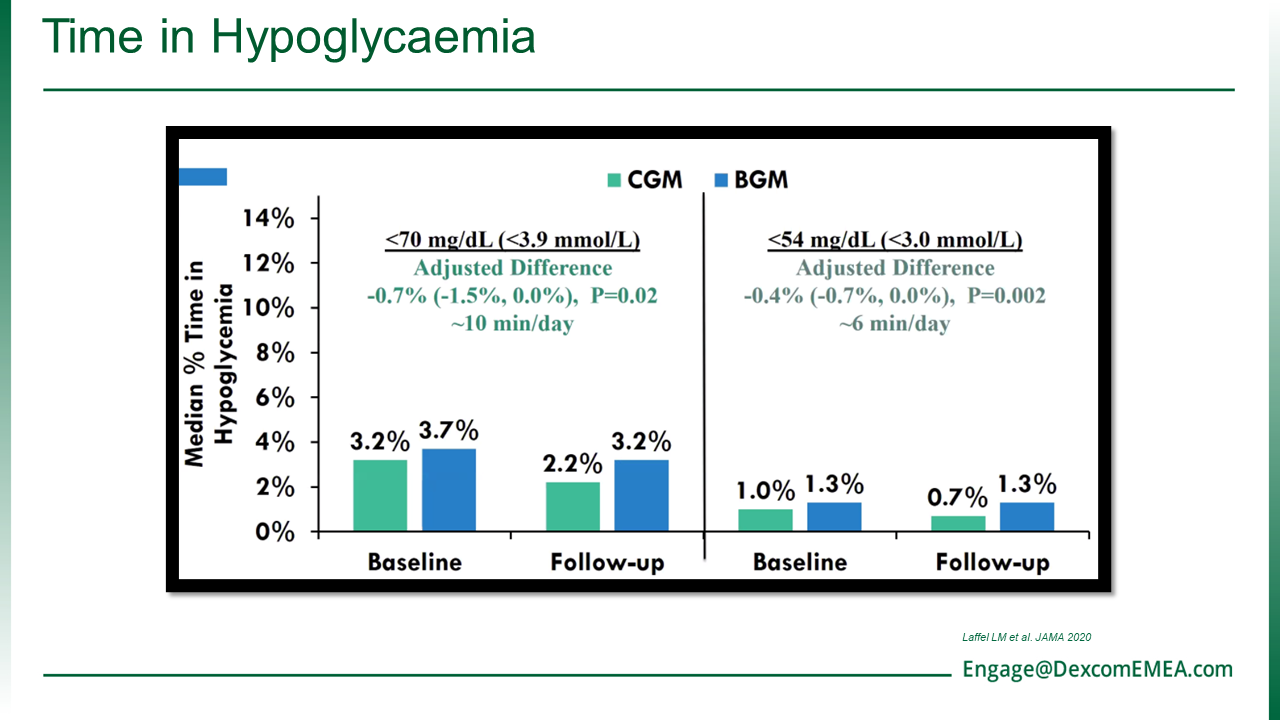 Time in Hypoglycaemia
CGM
BGM
Median % Time in
Hypoglycemia
14%
12%
10%
8%
6%
4%
2%
0%
<70 mg/dL (<3.9 mmol/L)
Adjusted Difference
-0.7% (-1.5%, 0.0%), P=0.02
~10 min/day
<54 mg/dL (<3.0 mmol/L)
Adjusted Difference
-0.4% (-0.7%, 0.0%), P=0.002
~6 min/day
3.2%
3.7%
2.2%
3.2%
1.0%
1.3%
0.7%
1.3%
Baseline
Follow-up
Baseline
Follow-up
Laffel LM et al. JAMA 2020
Engage@DexcomEMEA.com